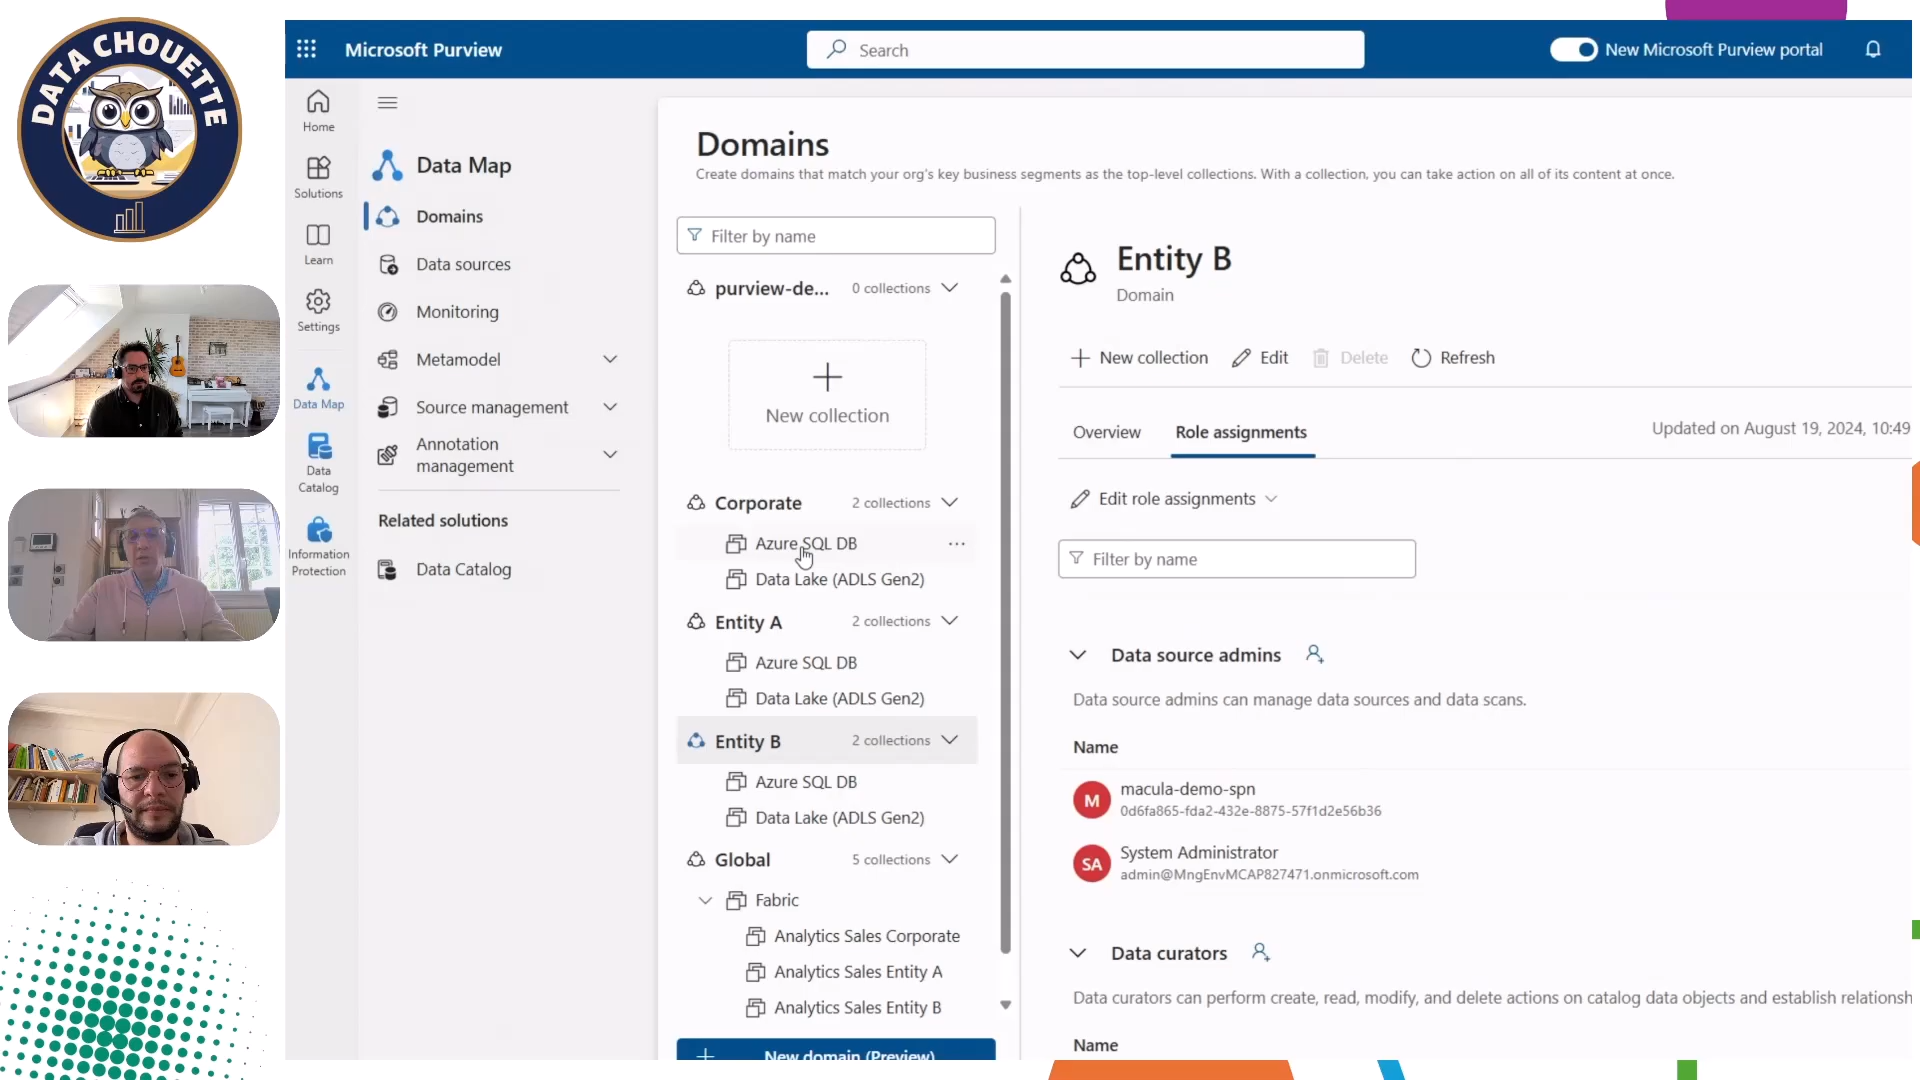 DATA CHOUETTE
Microsoft Purview
Search
New Microsoft Purview portal
Home
Solutions
Learn
Settings
Data Map
Data
Catalog
Information
Protection
Data Map
Domains
Data sources
Monitoring
Metamodel
Source management
Annotation
management
Related solutions
Data Catalog
Domains
Create domains that match your org's key business segments as the top-level collections. With a collection, you can take action on all of its content at once.
Filter by name
purview-de... 0 collections
New collection
Corporate 2 collections
Azure SQL DB
Data Lake (ADLS Gen2)
Entity A 2 collections
Azure SQL DB
Data Lake (ADLS Gen2)
Entity B 2 collections
Azure SQL DB
Data Lake (ADLS Gen2)
Global 5 collections
Fabric
Analytics Sales Corporate
Analytics Sales Entity A
Analytics Sales Entity B
New domain (Preview)
Entity B
Domain
New collection Edit Delete Refresh
Overview Role assignments
Updated on August 19, 2024, 10:49
Edit role assignments
Filter by name
Data source admins
Data source admins can manage data sources and data scans.
Name
M macula-demo-spn
0d6fa865-fda2-432e-8875-57f1d2e56b36
SA System Administrator
admin@MngEnvMCAP827471.onmicrosoft.com
Data curators
Data curators can perform create, read, modify, and delete actions on catalog data objects and establish relationsh
Name